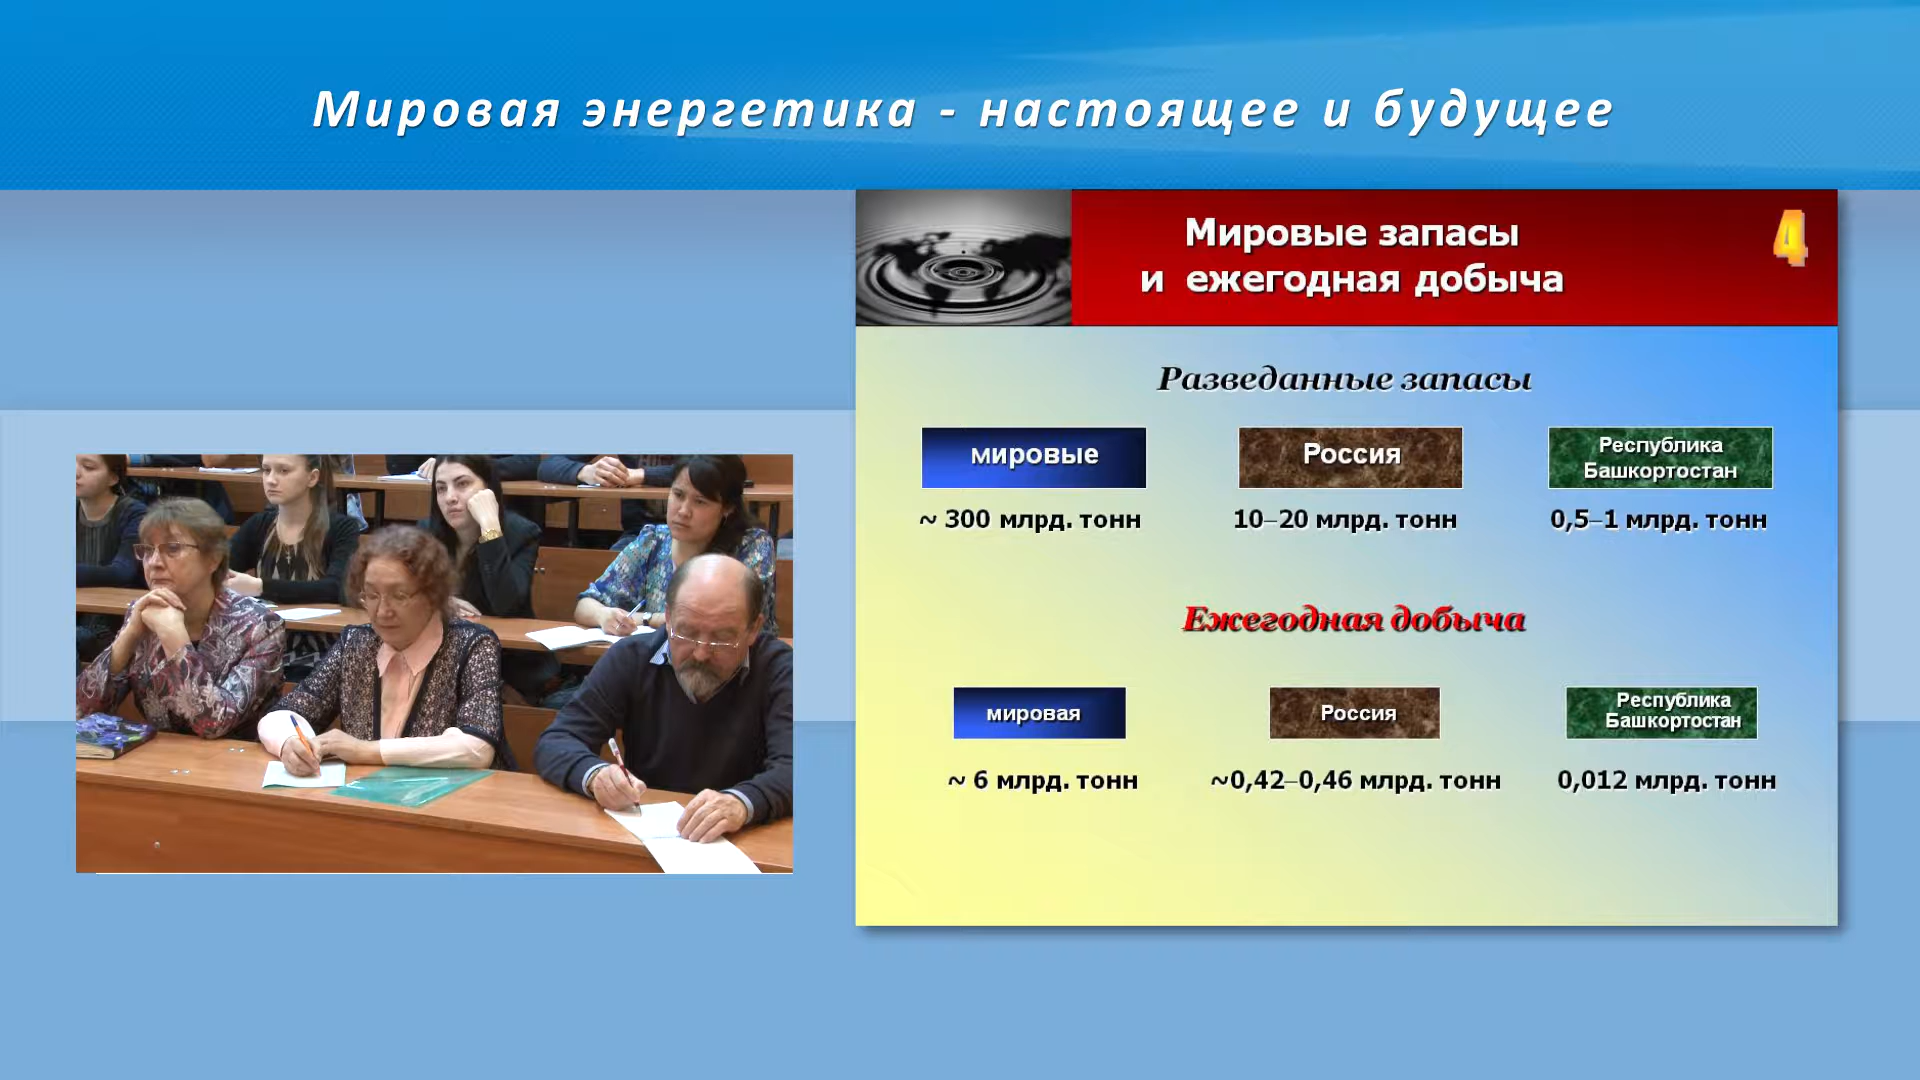 Мировая энергетика - настоящее и будущее
Мировые запасы
и ежегодная добыча
4
Разведанные запасы
мировые
Россия
Республика
Башкортостан
~ 300 млрд. тонн
10–20 млрд. тонн
0,5–1 млрд. тонн
Ежегодная добыча
мировая
Россия
Республика
Башкортостан
~ 6 млрд. тонн
~0,42–0,46 млрд. тонн
0,012 млрд. тонн